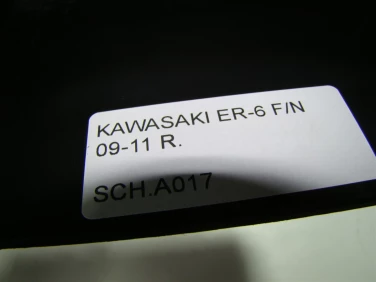 KAWASAKI ER-6 F/N
09-11 R.
SCH.A017